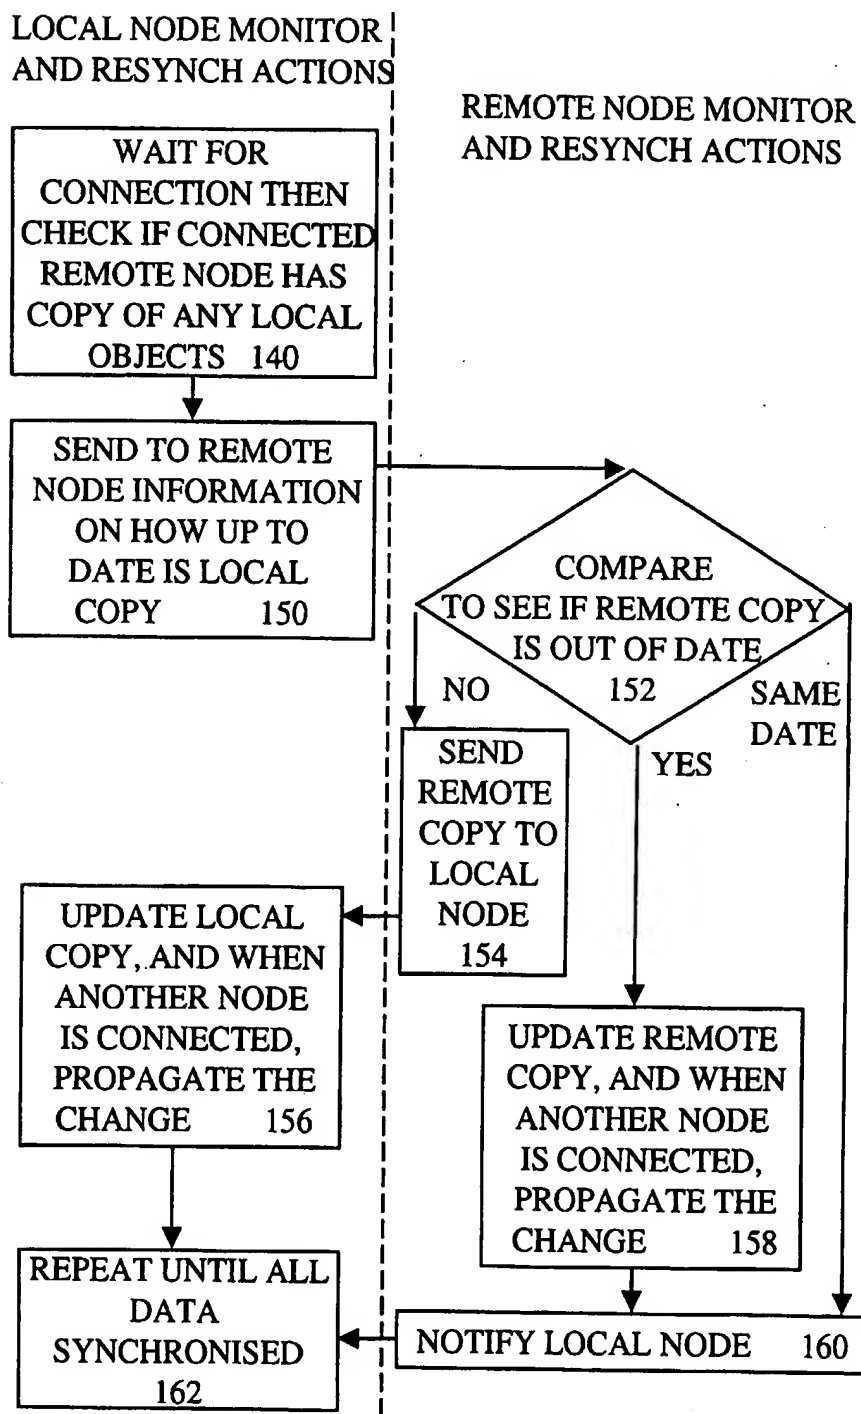 LOCAL NODE MONITOR
AND RESYNCH ACTIONS
REMOTE NODE MONITOR
AND RESYNCH ACTIONS
WAIT FOR
CONNECTION THEN
CHECK IF CONNECTED
REMOTE NODE HAS
COPY OF ANY LOCAL
OBJECTS 140
SEND TO REMOTE
NODE INFORMATION
ON HOW UP TO
DATE IS LOCAL
COPY 150
COMPARE
TO SEE IF REMOTE COPY
IS OUT OF DATE
152
NO
SAME
DATE
YES
SEND
REMOTE
COPY TO
LOCAL
NODE
154
UPDATE LOCAL
COPY, AND WHEN
ANOTHER NODE
IS CONNECTED,
PROPAGATE THE
CHANGE 156
UPDATE REMOTE
COPY, AND WHEN
ANOTHER NODE
IS CONNECTED,
PROPAGATE THE
CHANGE 158
NOTIFY LOCAL NODE 160
REPEAT UNTIL ALL
DATA
SYNCHRONISED
162